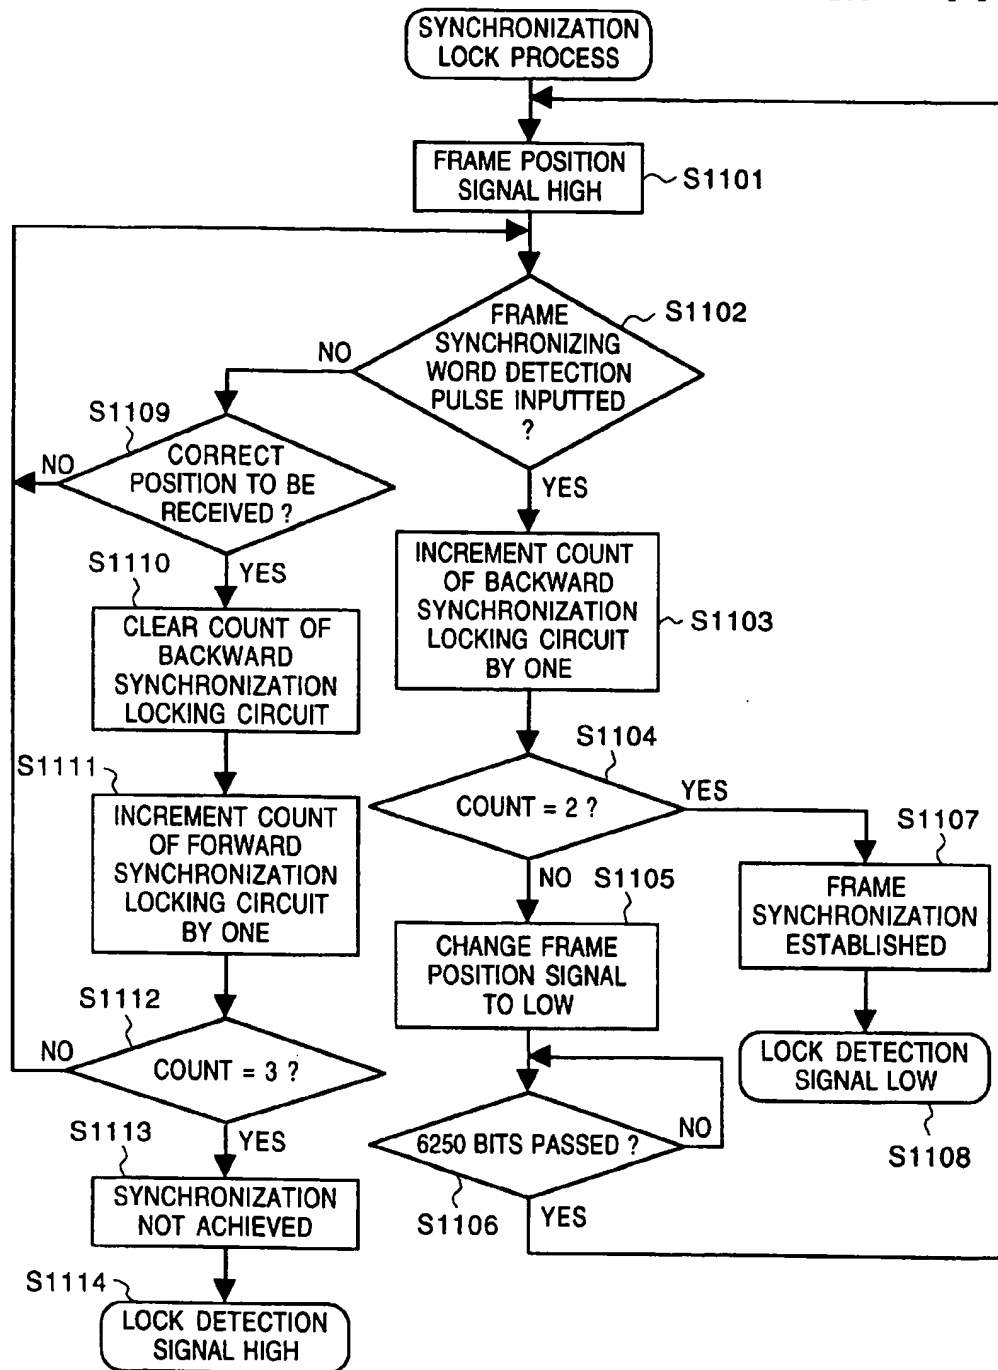 SYNCHRONIZATION
LOCK PROCESS
FRAME POSITION
SIGNAL HIGH
S1101
FRAME
SYNCHRONIZING
WORD DETECTION
PULSE INPUTTED
?
S1102
NO
YES
S1109
CORRECT
POSITION TO BE
RECEIVED ?
NO
YES
S1110
CLEAR COUNT OF
BACKWARD
SYNCHRONIZATION
LOCKING CIRCUIT
INCREMENT COUNT
OF BACKWARD
SYNCHRONIZATION
LOCKING CIRCUIT
BY ONE
S1103
S1111
INCREMENT COUNT
OF FORWARD
SYNCHRONIZATION
LOCKING CIRCUIT
BY ONE
S1104
COUNT = 2 ?
YES
NO
S1107
FRAME
SYNCHRONIZATION
ESTABLISHED
S1105
CHANGE FRAME
POSITION SIGNAL
TO LOW
LOCK DETECTION
SIGNAL LOW
S1108
S1112
COUNT = 3 ?
NO
YES
6250 BITS PASSED ?
NO
YES
S1106
S1113
SYNCHRONIZATION
NOT ACHIEVED
S1114
LOCK DETECTION
SIGNAL HIGH